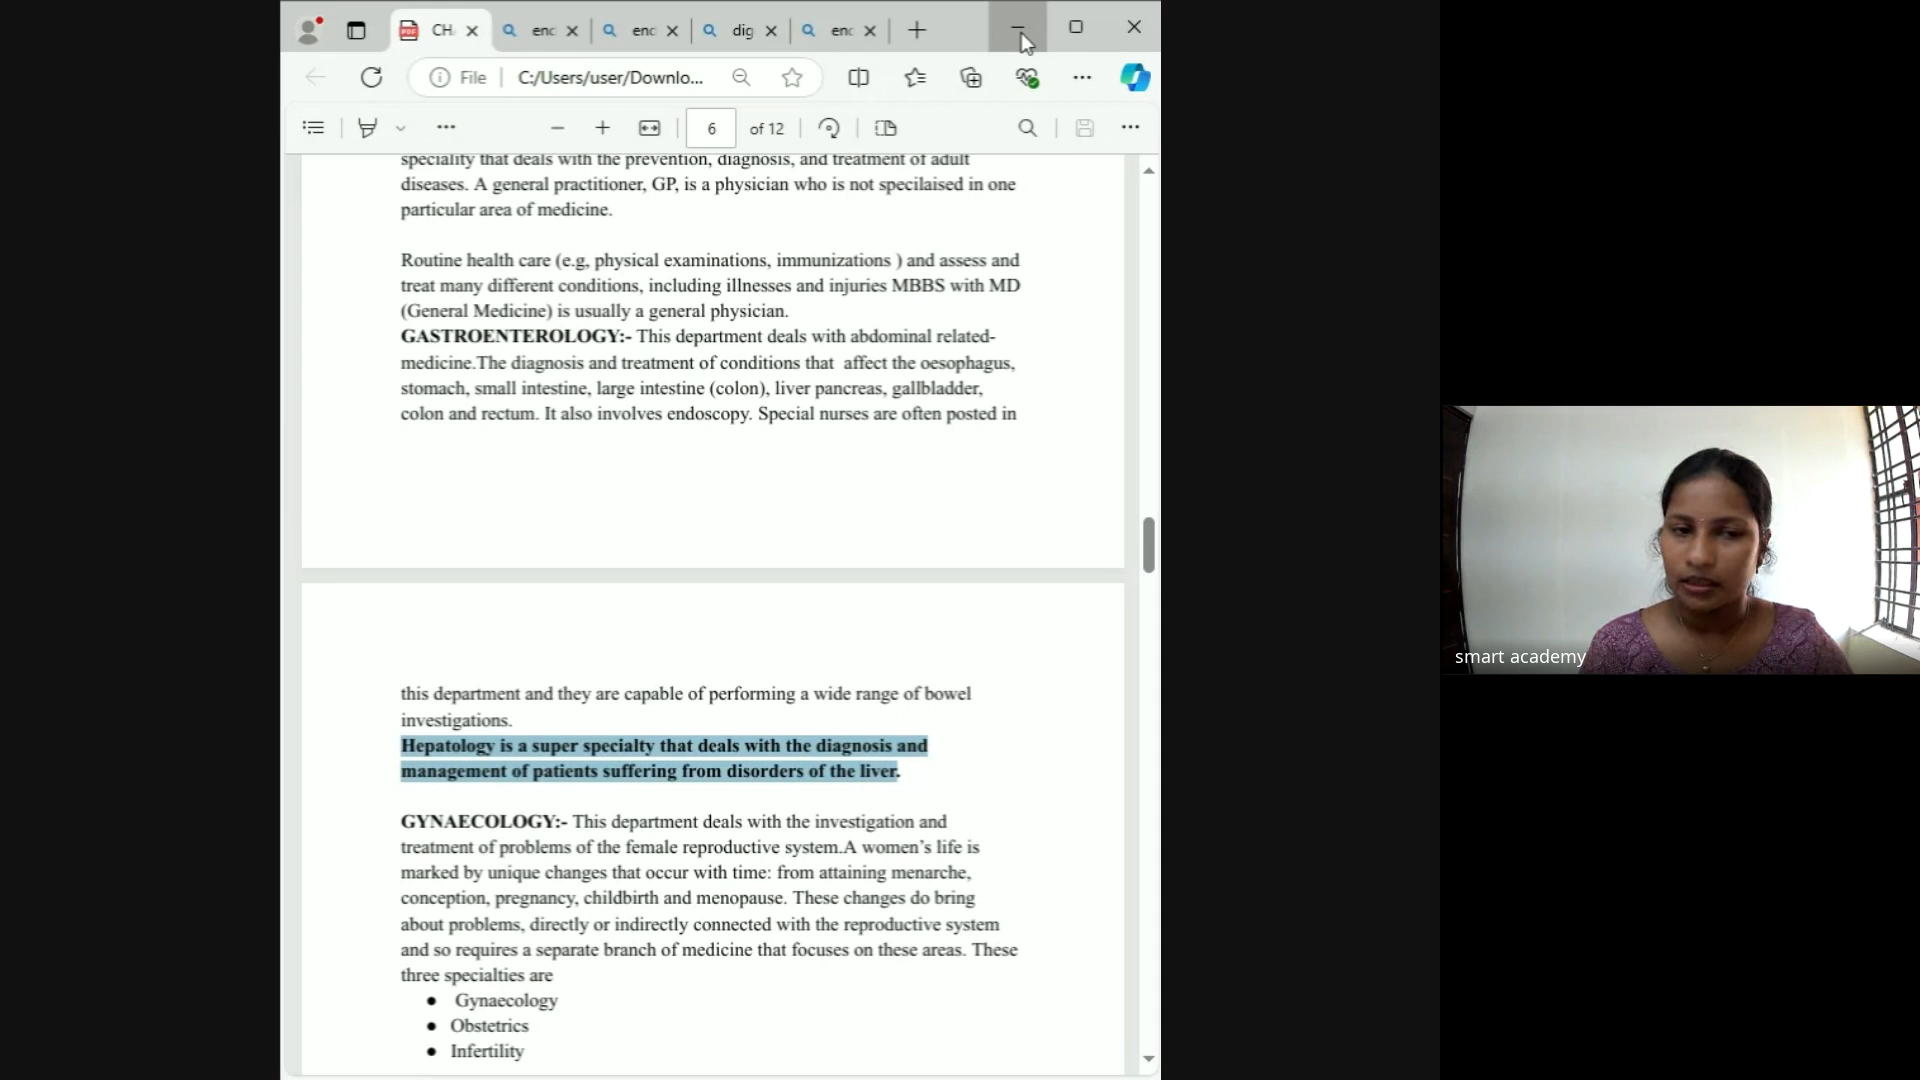 CH
enc
enc
dig
enc
File
C:/Users/user/Downlo...
6
of 12
speciality that deals with the prevention, diagnosis, and treatment of adult
diseases. A general practitioner, GP, is a physician who is not specilaised in one
particular area of medicine.
Routine health care (e.g, physical examinations, immunizations ) and assess and
treat many different conditions, including illnesses and injuries MBBS with MD
(General Medicine) is usually a general physician.
GASTROENTEROLOGY:- This department deals with abdominal related-
medicine.The diagnosis and treatment of conditions that  affect the oesophagus,
stomach, small intestine, large intestine (colon), liver pancreas, gallbladder,
colon and rectum. It also involves endoscopy. Special nurses are often posted in
this department and they are capable of performing a wide range of bowel
investigations.
Hepatology is a super specialty that deals with the diagnosis and
management of patients suffering from disorders of the liver.
GYNAECOLOGY:- This department deals with the investigation and
treatment of problems of the female reproductive system.A women’s life is
marked by unique changes that occur with time: from attaining menarche,
conception, pregnancy, childbirth and menopause. These changes do bring
about problems, directly or indirectly connected with the reproductive system
and so requires a separate branch of medicine that focuses on these areas. These
three specialties are
● Gynaecology
● Obstetrics
● Infertility
smart academy